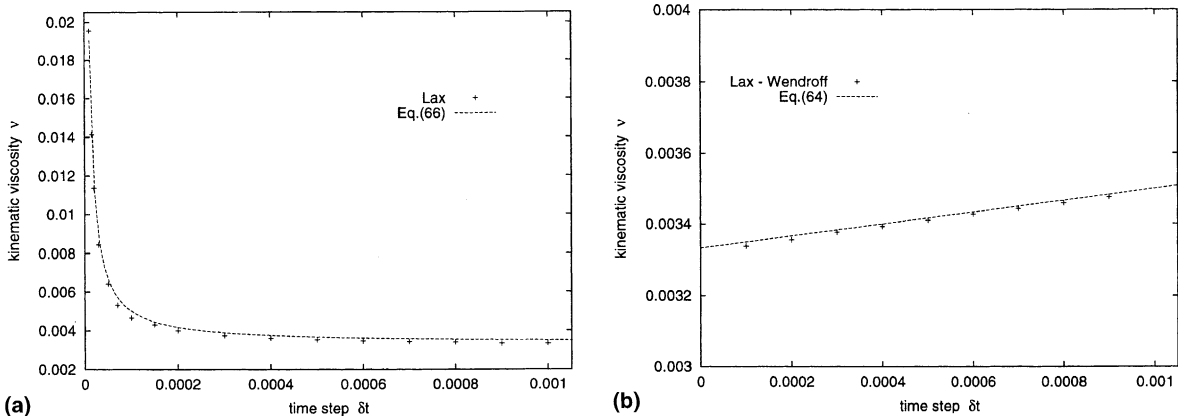 0.02
0.018
0.016
0.014
0.012
0.01
0.008
0.006
0.004
0.002
kinematic viscosity ν
Lax
Eq.(66)
0 0.0002 0.0004 0.0006 0.0008 0.001
time step δt
(a)
0.004
0.0038
0.0036
0.0034
0.0032
0.003
kinematic viscosity ν
Lax - Wendroff
Eq.(64)
0 0.0002 0.0004 0.0006 0.0008 0.001
time step δt
(b)